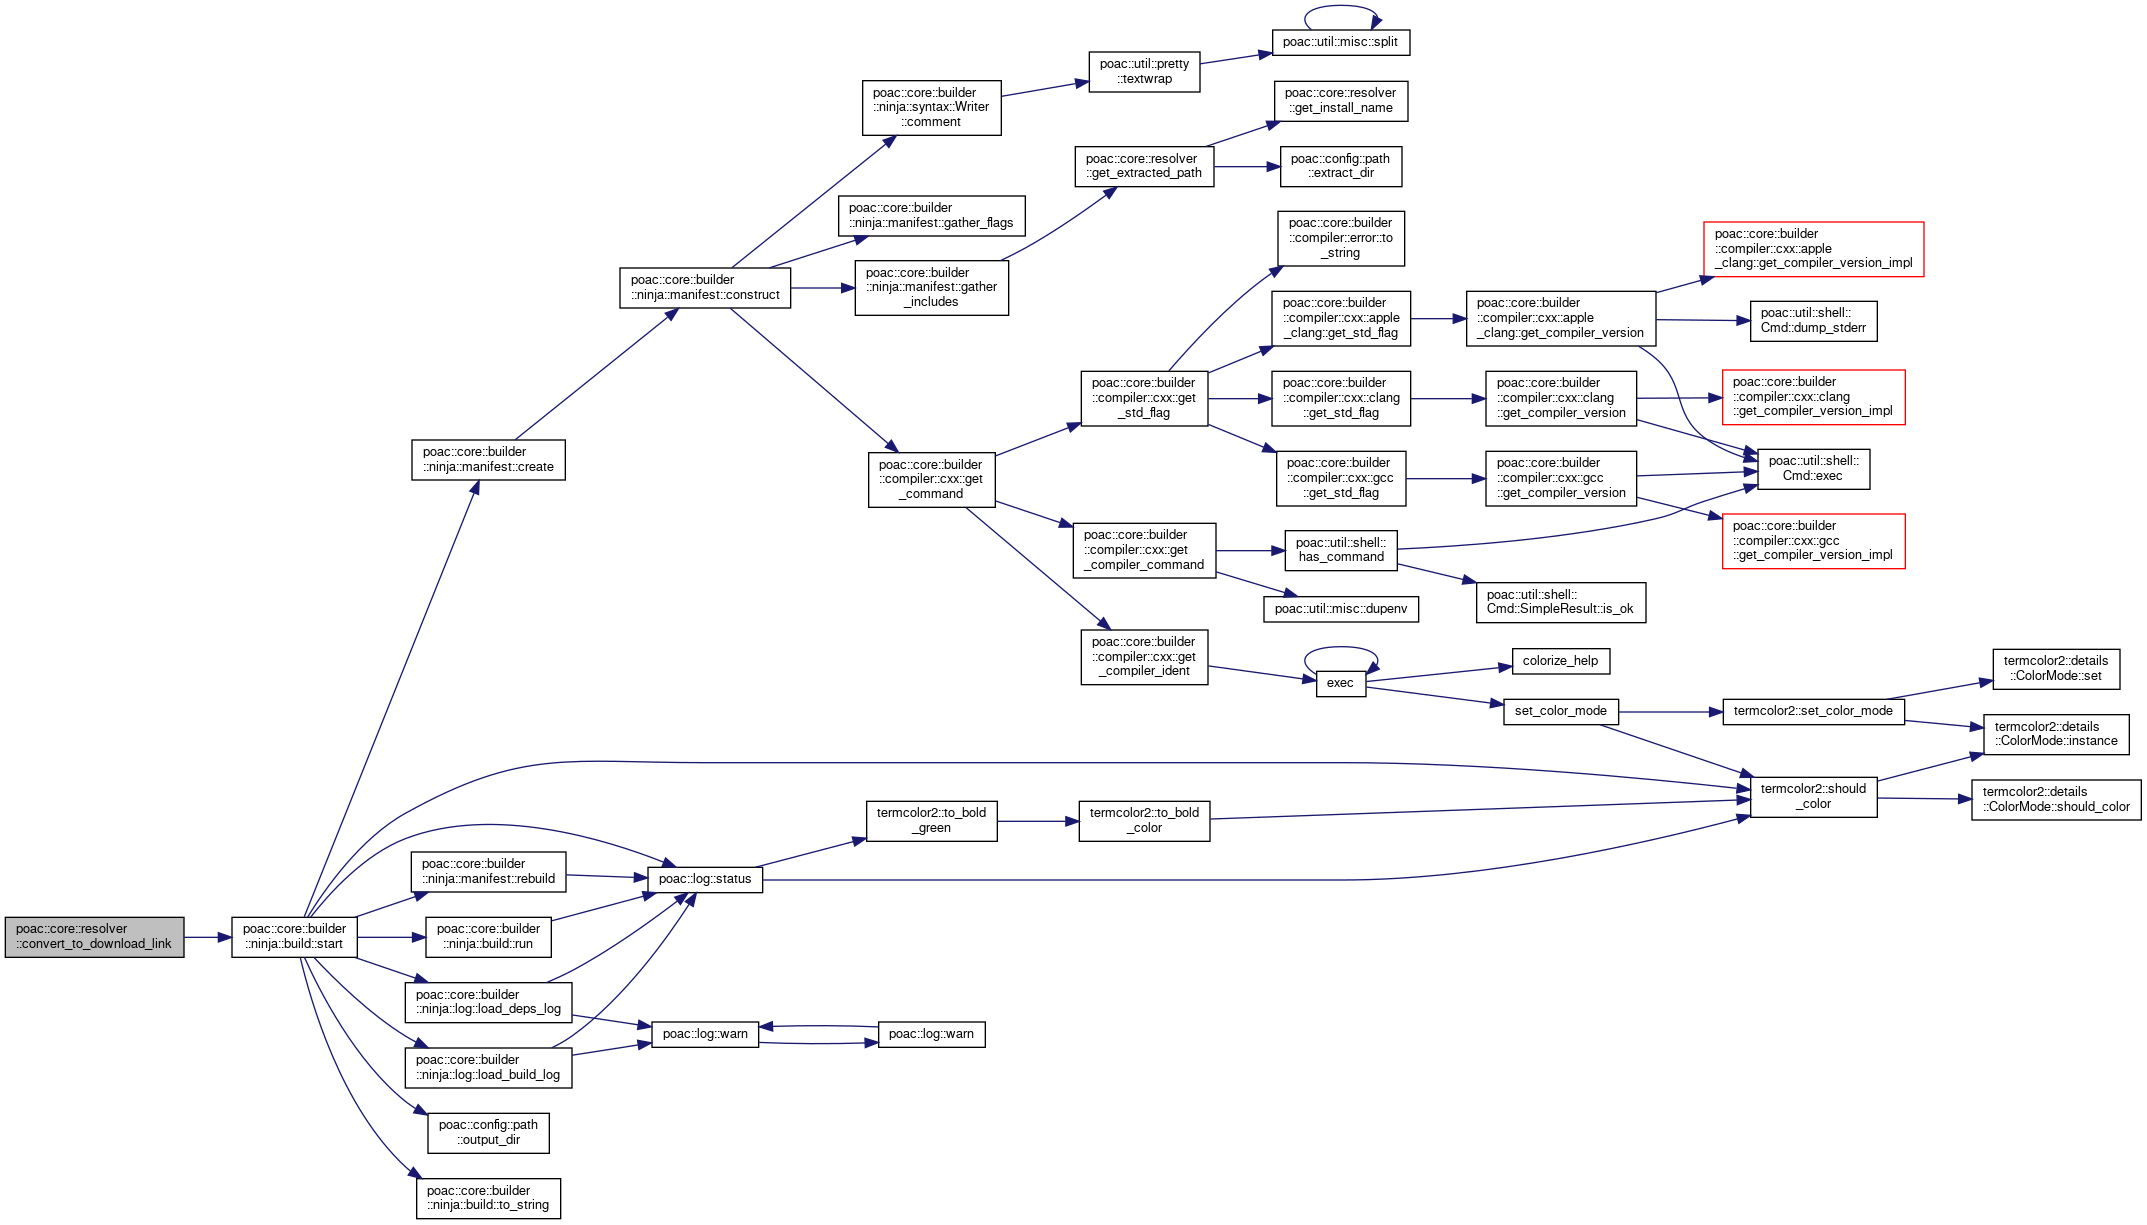 poac::util::misc::split
poac::util::pretty
::textwrap
poac::core::resolver
::get_install_name
poac::core::builder
::ninja::syntax::Writer
::comment
poac::core::resolver
::get_extracted_path
poac::config::path
::extract_dir
poac::core::builder
::ninja::manifest::gather_flags
poac::core::builder
::compiler::error::to
_string
poac::core::builder
::compiler::cxx::apple
_clang::get_compiler_version_impl
poac::core::builder
::ninja::manifest::construct
poac::core::builder
::ninja::manifest::gather
_includes
poac::core::builder
::compiler::cxx::apple
_clang::get_std_flag
poac::core::builder
::compiler::cxx::apple
_clang::get_compiler_version
poac::util::shell::
Cmd::dump_stderr
poac::core::builder
::compiler::cxx::get
_std_flag
poac::core::builder
::compiler::cxx::clang
::get_std_flag
poac::core::builder
::compiler::cxx::clang
::get_compiler_version
poac::core::builder
::compiler::cxx::clang
::get_compiler_version_impl
poac::core::builder
::ninja::manifest::create
poac::core::builder
::compiler::cxx::get
_command
poac::core::builder
::compiler::cxx::gcc
::get_std_flag
poac::core::builder
::compiler::cxx::gcc
::get_compiler_version
poac::util::shell::
Cmd::exec
poac::core::builder
::compiler::cxx::get
_compiler_command
poac::util::shell::
has_command
poac::core::builder
::compiler::cxx::gcc
::get_compiler_version_impl
poac::util::misc::dupenv
poac::util::shell::
Cmd::SimpleResult::is_ok
poac::core::builder
::compiler::cxx::get
_compiler_ident
exec
colorize_help
set_color_mode
termcolor2::set_color_mode
termcolor2::details
::ColorMode::set
termcolor2::details
::ColorMode::instance
termcolor2::should
_color
termcolor2::details
::ColorMode::should_color
termcolor2::to_bold
_green
termcolor2::to_bold
_color
poac::core::builder
::ninja::manifest::rebuild
poac::log::status
poac::core::resolver
::convert_to_download_link
poac::core::builder
::ninja::build::start
poac::core::builder
::ninja::build::run
poac::core::builder
::ninja::log::load_deps_log
poac::log::warn
poac::log::warn
poac::core::builder
::ninja::log::load_build_log
poac::config::path
::output_dir
poac::core::builder
::ninja::build::to_string